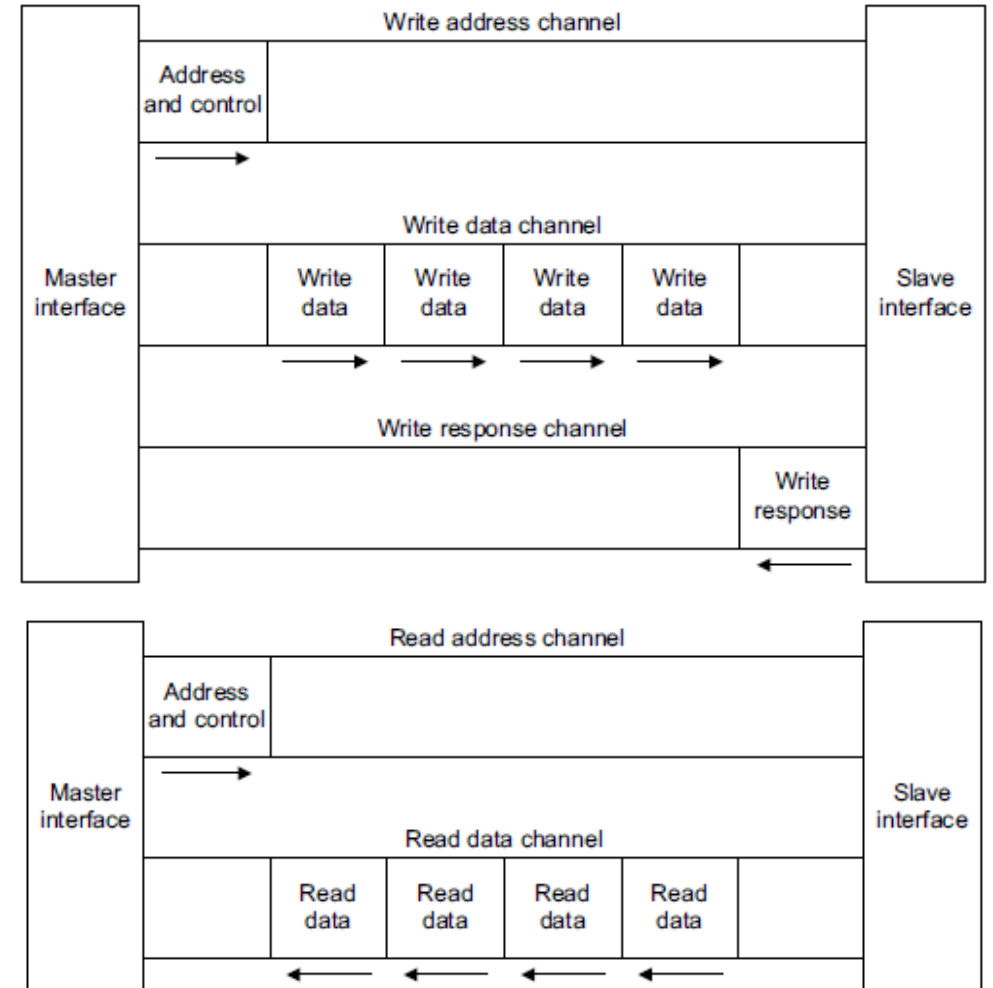 Write address channel
Address
and control
Write data channel
Master
interface
Write
data
Write
data
Write
data
Write
data
Slave
interface
Write response channel
Write
response
Read address channel
Address
and control
Master
interface
Slave
interface
Read data channel
Read
data
Read
data
Read
data
Read
data